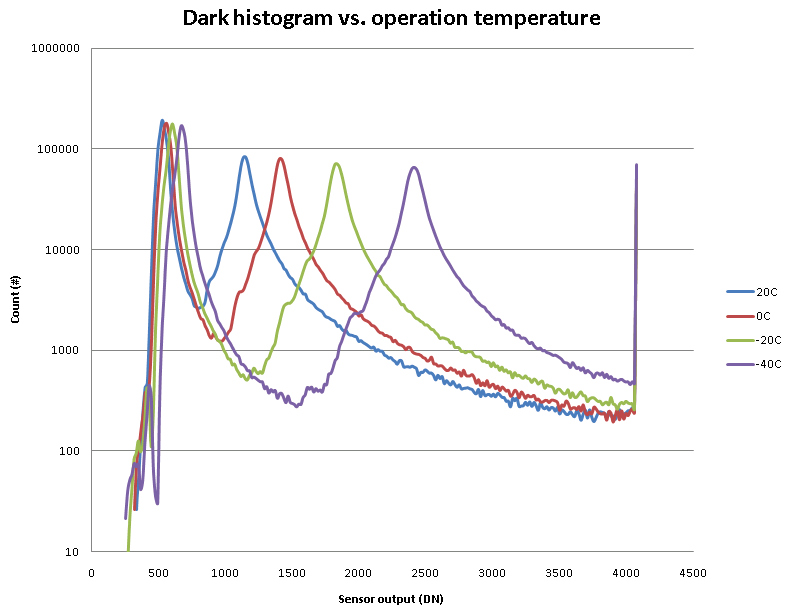 Dark histogram vs. operation temperature
1000000
100000
10000
1000
100
10
Count (#)
0 500 1000 1500 2000 2500 3000 3500 4000 4500
Sensor output (DN)
20C
0C
-20C
-40C